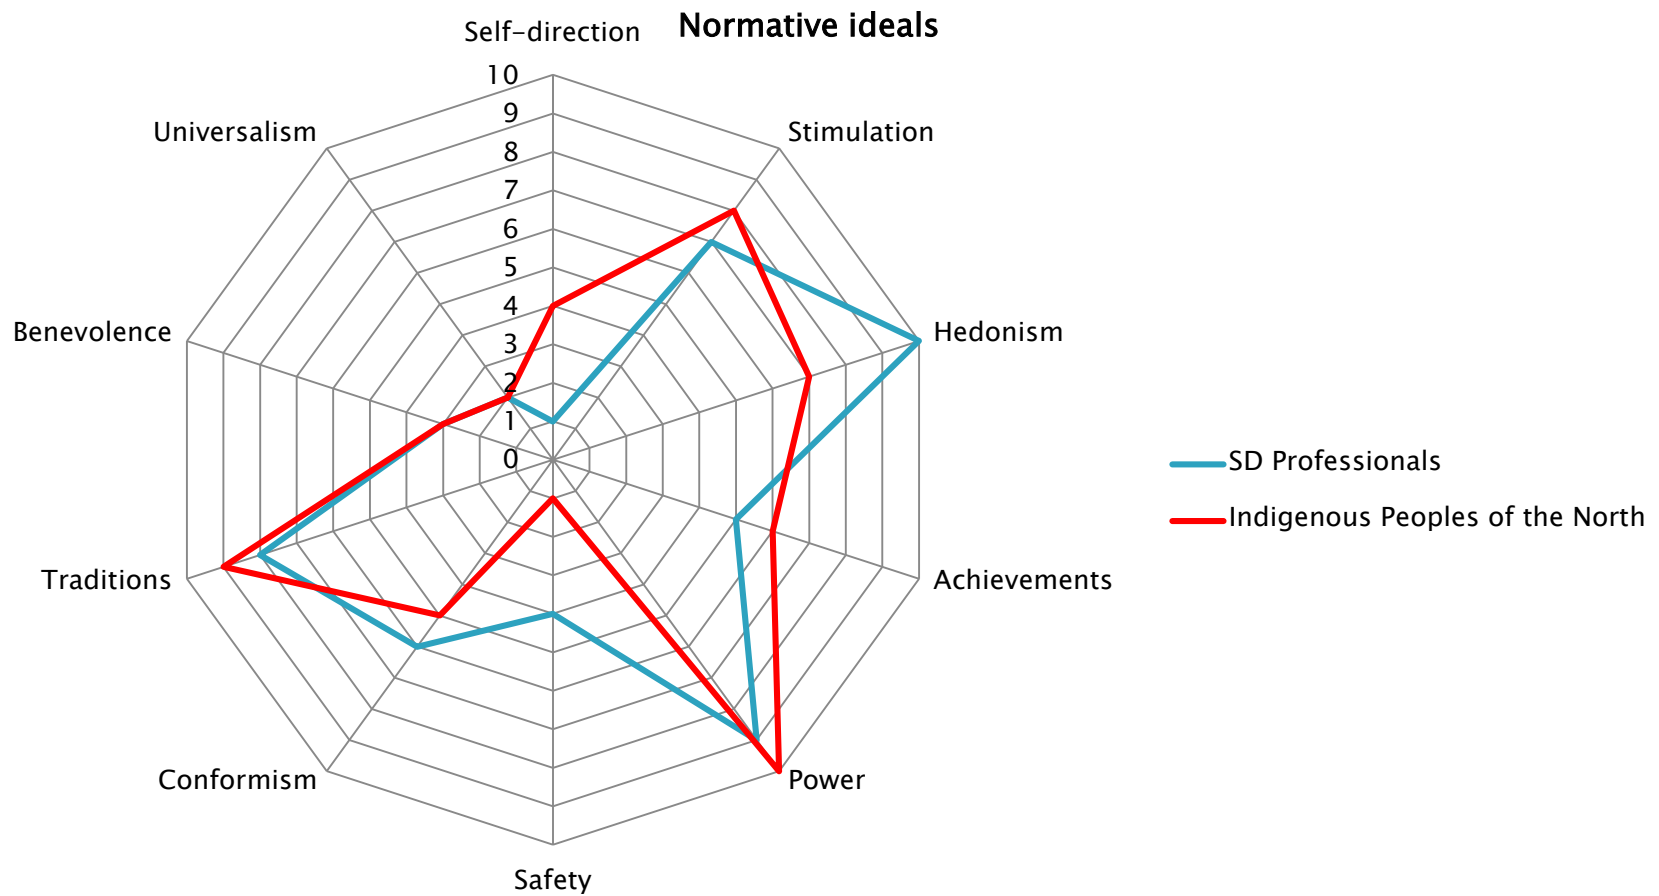 Normative ideals
Self-direction
Stimulation
Hedonism
Achievements
Power
Safety
Conformism
Traditions
Benevolence
Universalism
10
9
8
7
6
5
4
3
2
1
0
SD Professionals
Indigenous Peoples of the North